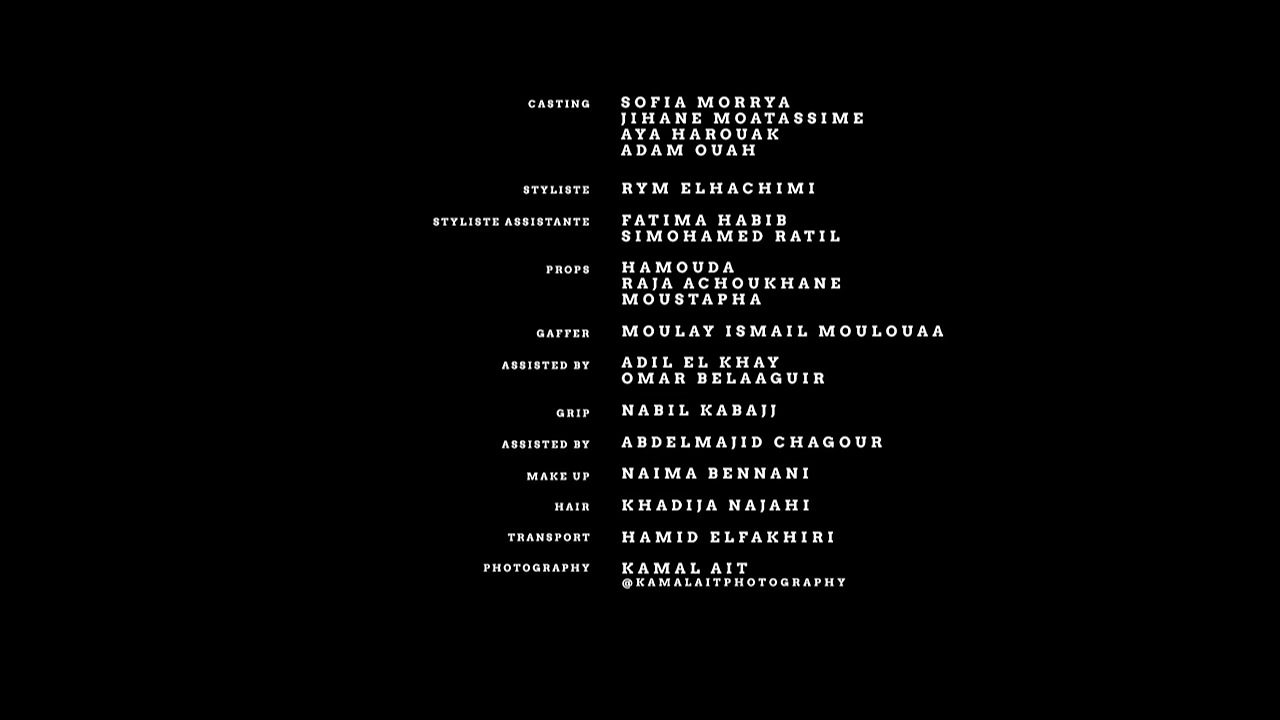 CASTING SOFIA MORRYA
JIHANE MOATASSIME
AYA HAROUAK
ADAM OUAH
STYLISTE RYM ELHACHIMI
STYLISTE ASSISTANTE FATIMA HABIB
SIMOHAMED RATIL
PROPS HAMOUDA
RAJA ACHOUKHANE
MOUSTAPHA
GAFFER MOULAY ISMAIL MOULOUAA
ASSISTED BY ADIL EL KHAY
OMAR BELAAGUIR
GRIP NABIL KABAJJ
ASSISTED BY ABDELMAJID CHAGOUR
MAKE UP NAIMA BENNANI
HAIR KHADIJA NAJAHI
TRANSPORT HAMID ELFAKHIRI
PHOTOGRAPHY KAMAL AIT
@KAMALAITPHOTOGRAPHY